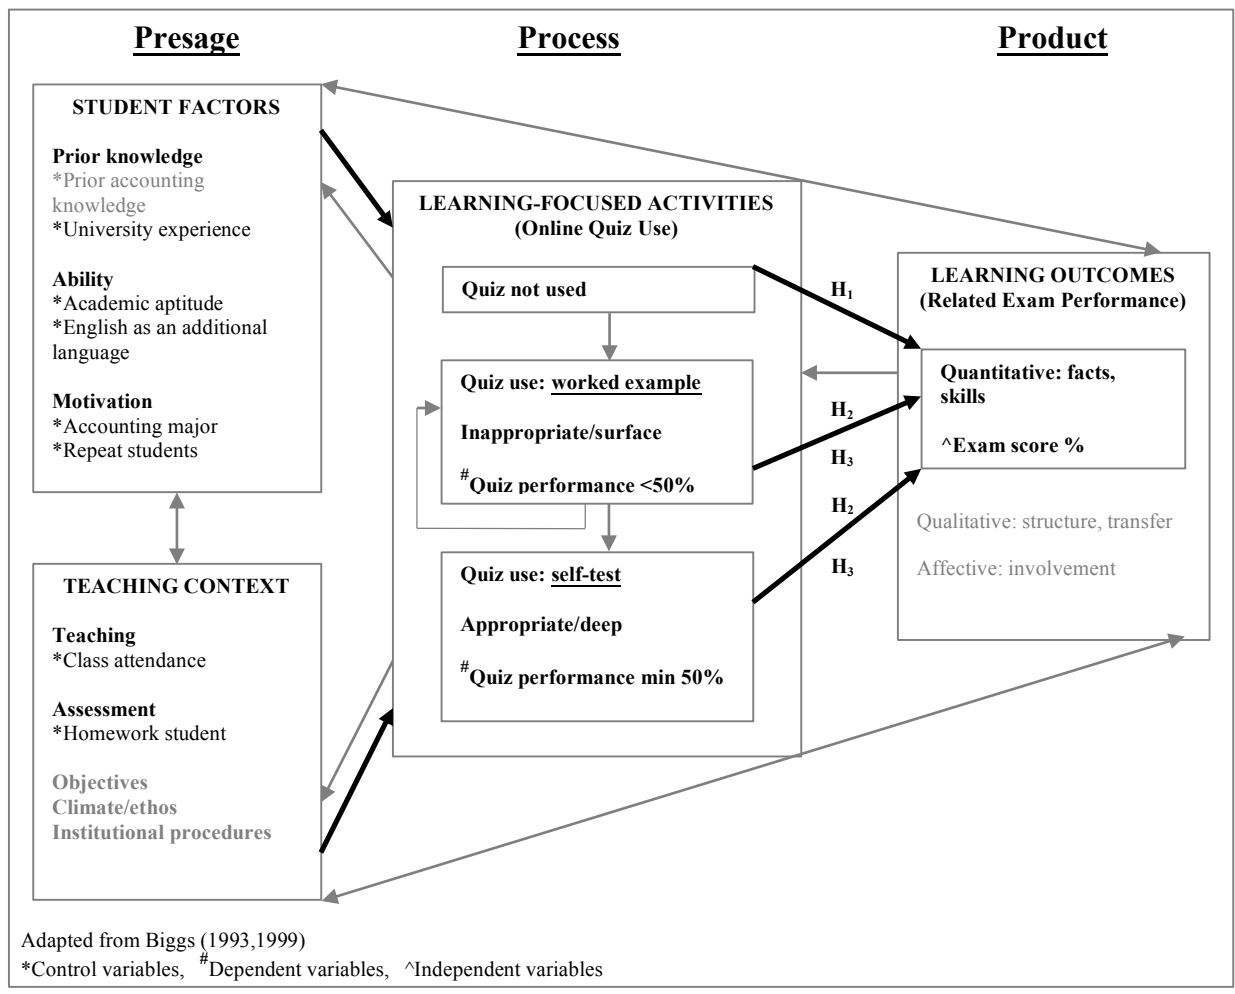 Presage
Process
Product
STUDENT FACTORS
Prior knowledge
*Prior accounting
knowledge
*University experience
Ability
*Academic aptitude
*English as an additional
language
Motivation
*Accounting major
*Repeat students
TEACHING CONTEXT
Teaching
*Class attendance
Assessment
*Homework student
Objectives
Climate/ethos
Institutional procedures
LEARNING-FOCUSED ACTIVITIES
(Online Quiz Use)
Quiz not used
Quiz use: worked example
Inappropriate/surface
#Quiz performance <50%
Quiz use: self-test
Appropriate/deep
#Quiz performance min 50%
H1
H2
H3
H2
H3
LEARNING OUTCOMES
(Related Exam Performance)
Quantitative: facts,
skills
^Exam score %
Qualitative: structure, transfer
Affective: involvement
Adapted from Biggs (1993,1999)
*Control variables, #Dependent variables, ^Independent variables